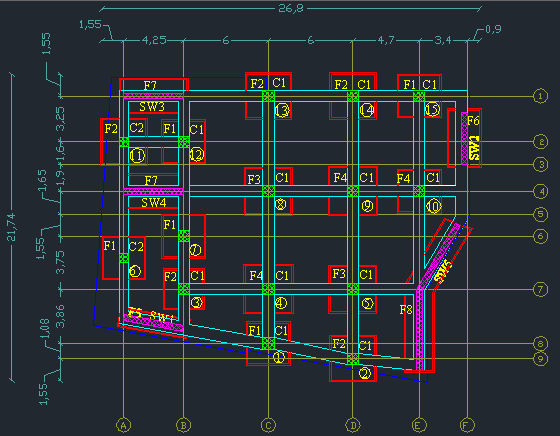 26,8
1,55
4,25 6 6 4,7 3,4 0,9
1,55
F7 F2 C1 F2 C1 F1 C1
1
SW3 13 14 15
3,25
F2 C2 F1 C1 F6
SW2
2
11 12
1,6
3
1,9
F7 F3 C1 F4 C1 F4 C1
4
SW4 8 9 10
1,65
5
F1 C1
6
21,74
1,55
F1 C2 7
6
3,75
F2 C1 F4 C1 F3 C1 SW5
7
3 4 5
F8
3,86
F5 SW1
F1 C1
1,08
8
F2 C1
1
9
1,55
2
A B C D E F